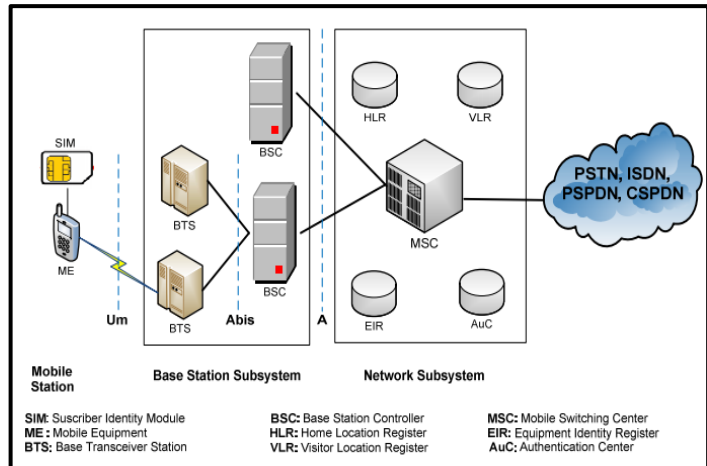 SIM
ME
BTS
BTS
BSC
BSC
HLR
VLR
MSC
EIR
AuC
PSTN, ISDN,
PSPDN, CSPDN
Um
Abis
A
Mobile
Station
Base Station Subsystem
Network Subsystem
SIM: Suscriber Identity Module
ME: Mobile Equipment
BTS: Base Transceiver Station
BSC: Base Station Controller
HLR: Home Location Register
VLR: Visitor Location Register
MSC: Mobile Switching Center
EIR: Equipment Identity Register
AuC: Authentication Center